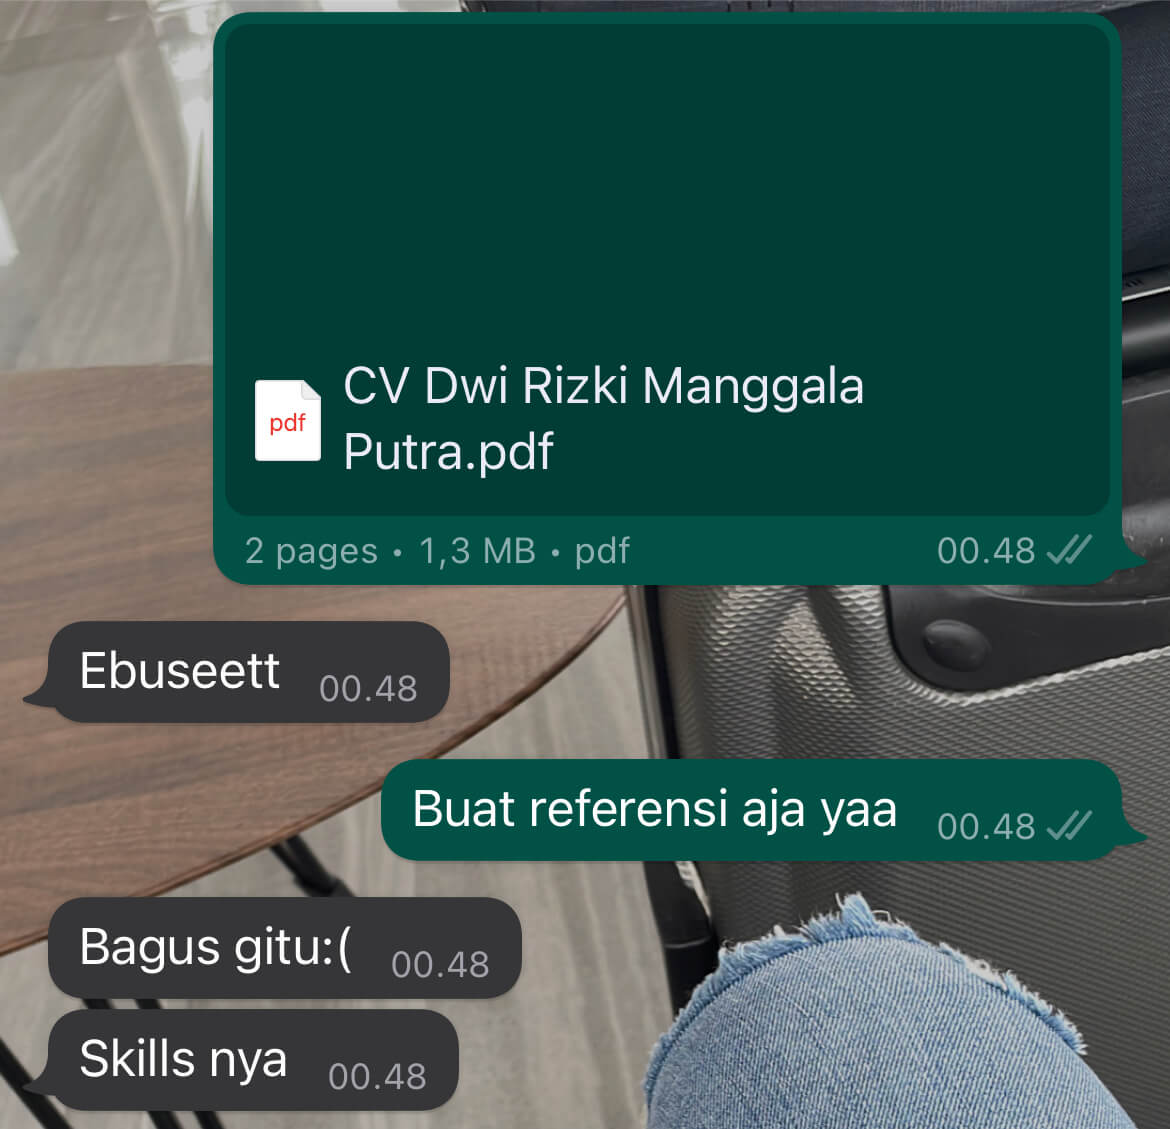 pdf
CV Dwi Rizki Manggala
Putra.pdf
2 pages • 1,3 MB • pdf 00.48
Ebuseett 00.48
Buat referensi aja yaa 00.48
Bagus gitu:( 00.48
Skills nya 00.48